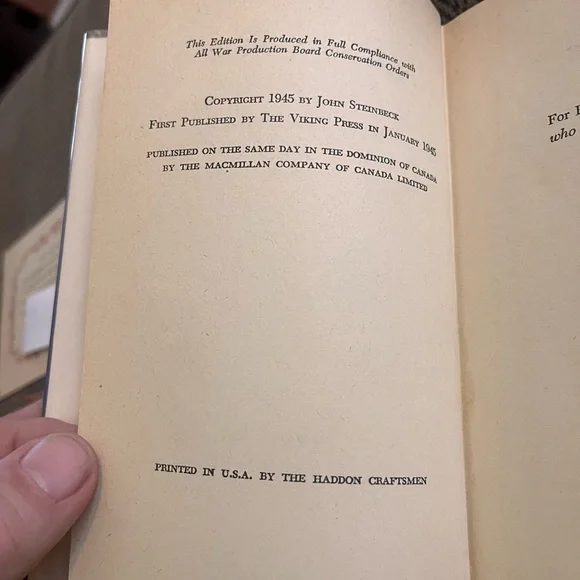 This Edition Is Produced in Full Compliance with
All War Production Board Conservation Orders
Copyright 1945 by John Steinbeck
First Published by The Viking Press in January 1945
PUBLISHED ON THE SAME DAY IN THE DOMINION OF CANADA
BY THE MACMILLAN COMPANY OF CANADA LIMITED
PRINTED IN U.S.A. BY THE HADDON CRAFTSMEN
For
who